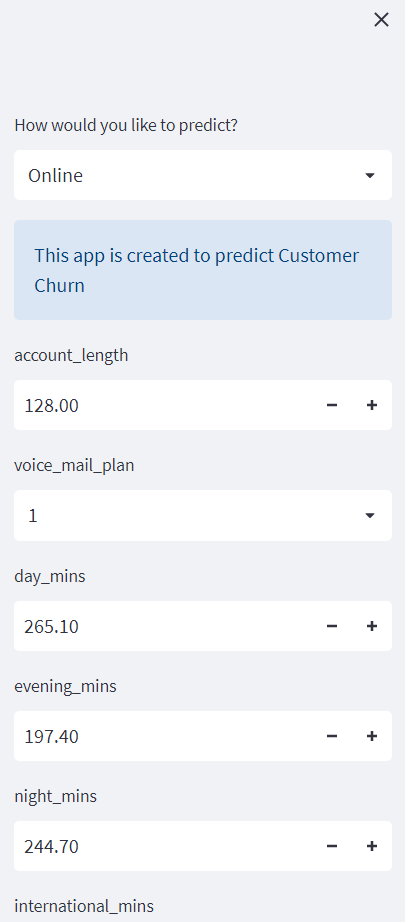 How would you like to predict?
Online
This app is created to predict Customer
Churn
account_length
128.00
voice_mail_plan
1
day_mins
265.10
evening_mins
197.40
night_mins
244.70
international_mins